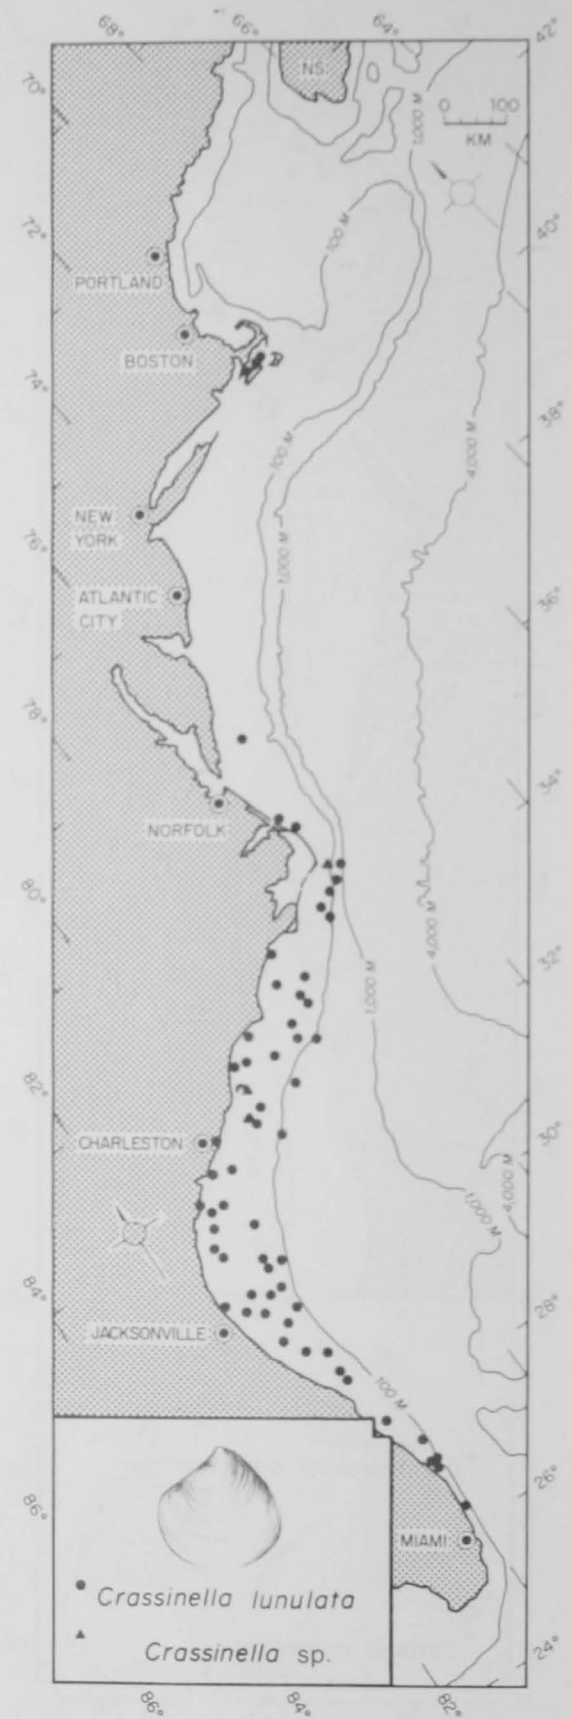 68°
66°
64°
42°
NS
70°
0 100
KM
1,000 M
100 M
72°
40°
PORTLAND
BOSTON
74°
38°
100 M
4,000 M
NEW
YORK
1,000 M
76°
36°
ATLANTIC
CITY
78°
34°
NORFOLK
80°
4,000 M
32°
1,000 M
82°
30°
CHARLESTON
4,000 M
1,000 M
84°
28°
JACKSONVILLE
100 M
26°
86°
MIAMI
Crassinella lunulata
Crassinella sp.
24°
86°
84°
82°